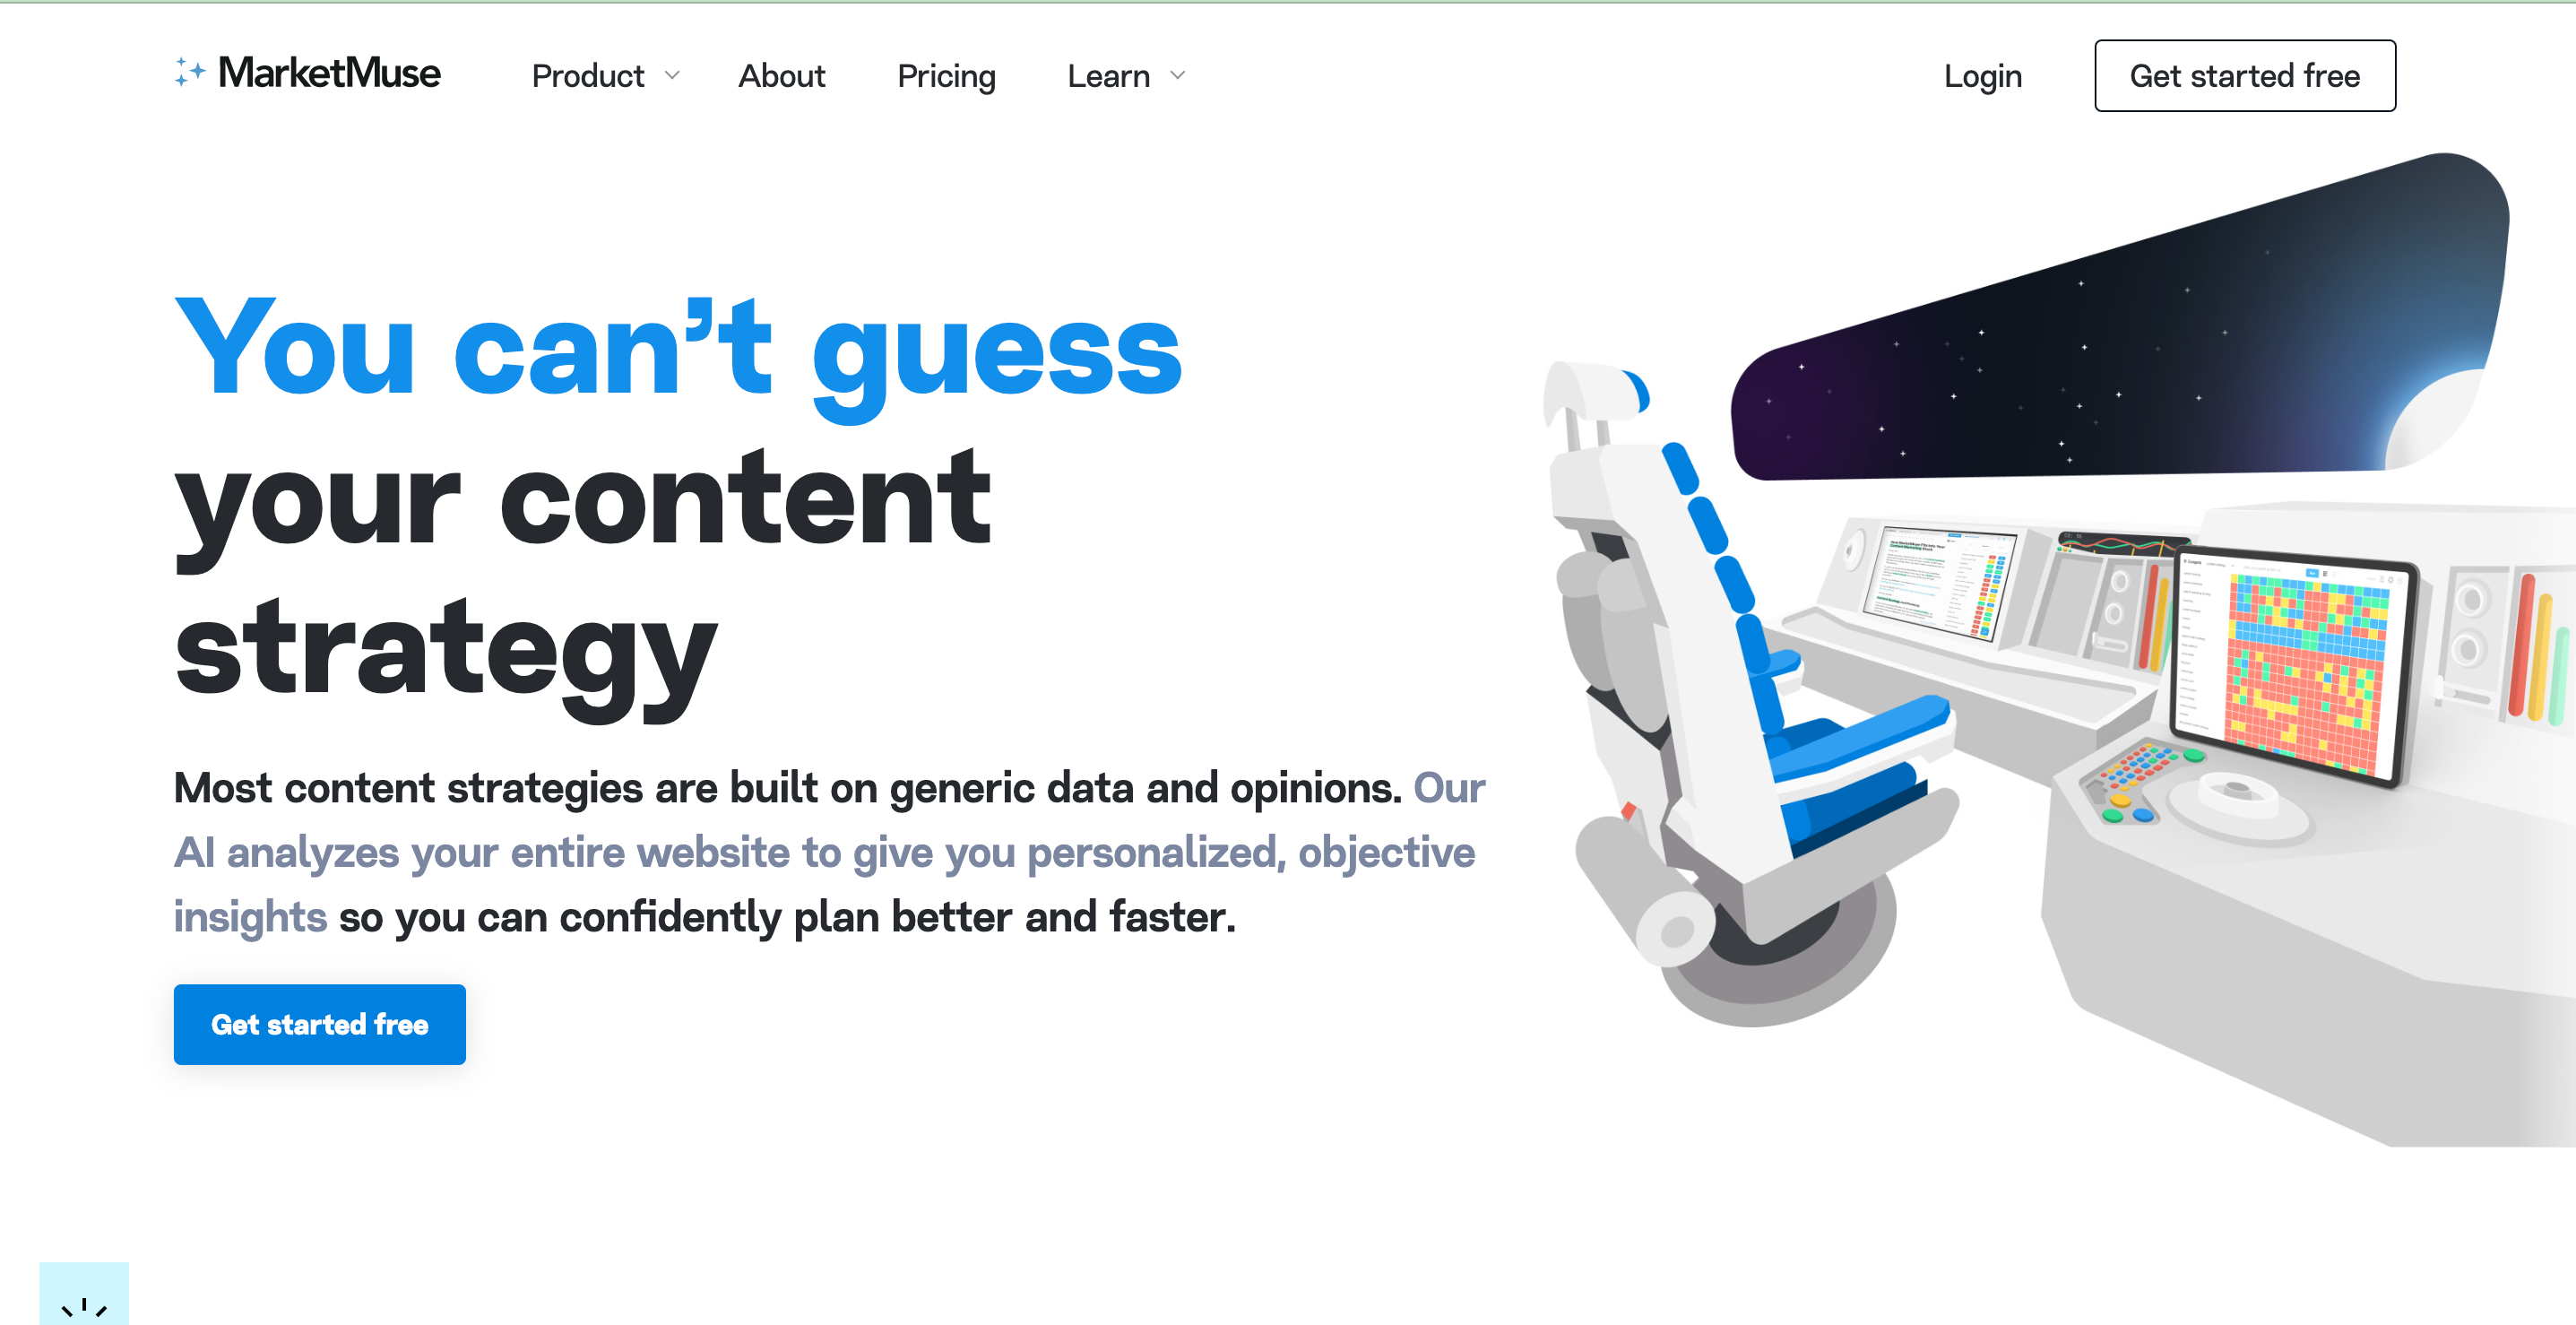 MarketMuse
Product
About
Pricing
Learn
Login
Get started free
You can’t guess
your content
strategy
Most content strategies are built on generic data and opinions. Our
AI analyzes your entire website to give you personalized, objective
insights so you can confidently plan better and faster.
Get started free